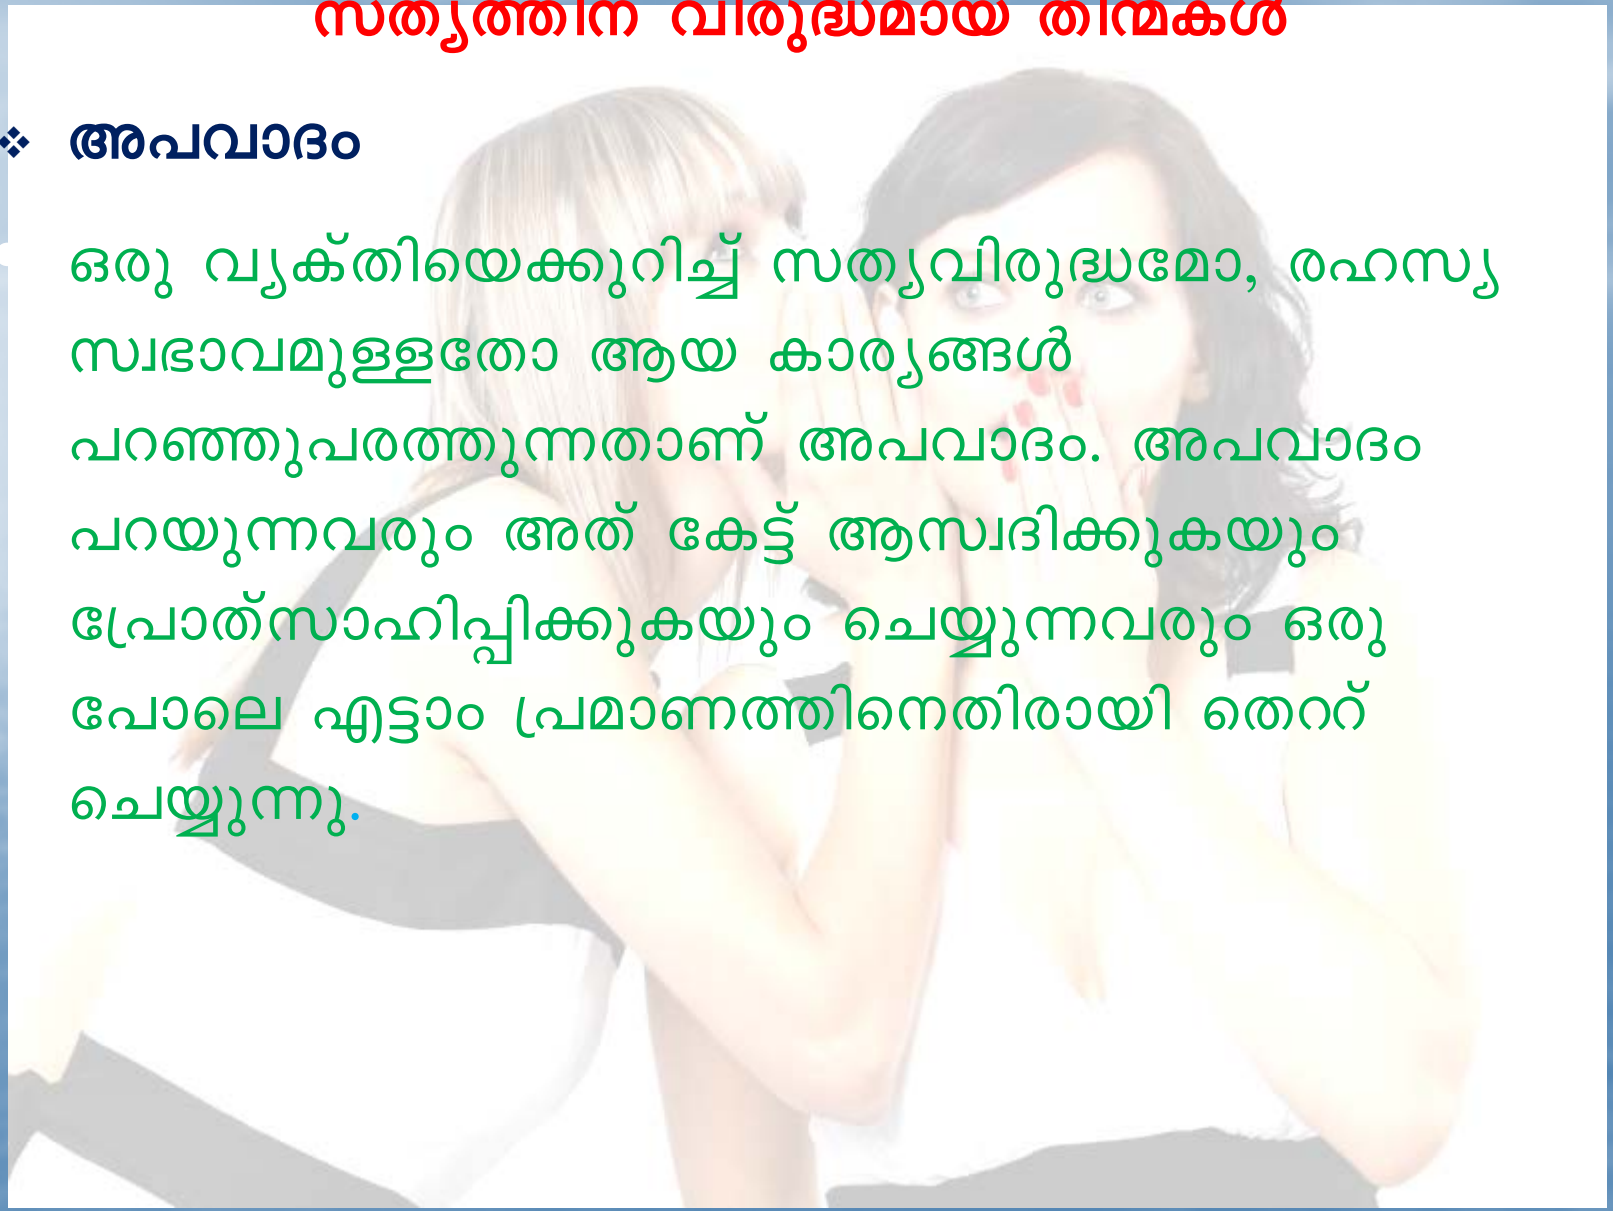 സത്യത്തിന് വിരുദ്ധമായ തിന്മകൾ
❖ അപവാദം
ഒരു വ്യക്തിയെക്കുറിച്ച് സത്യവിരുദ്ധമോ, രഹസ്യ
സ്വഭാവമുള്ളതോ ആയ കാര്യങ്ങൾ
പറഞ്ഞുപരത്തുന്നതാണ് അപവാദം. അപവാദം
പറയുന്നവരും അത് കേട്ട് ആസ്വദിക്കുകയും
പ്രോത്സാഹിപ്പിക്കുകയും ചെയ്യുന്നവരും ഒരു
പോലെ എട്ടാം പ്രമാണത്തിനെതിരായി തെററ്
ചെയ്യുന്നു.